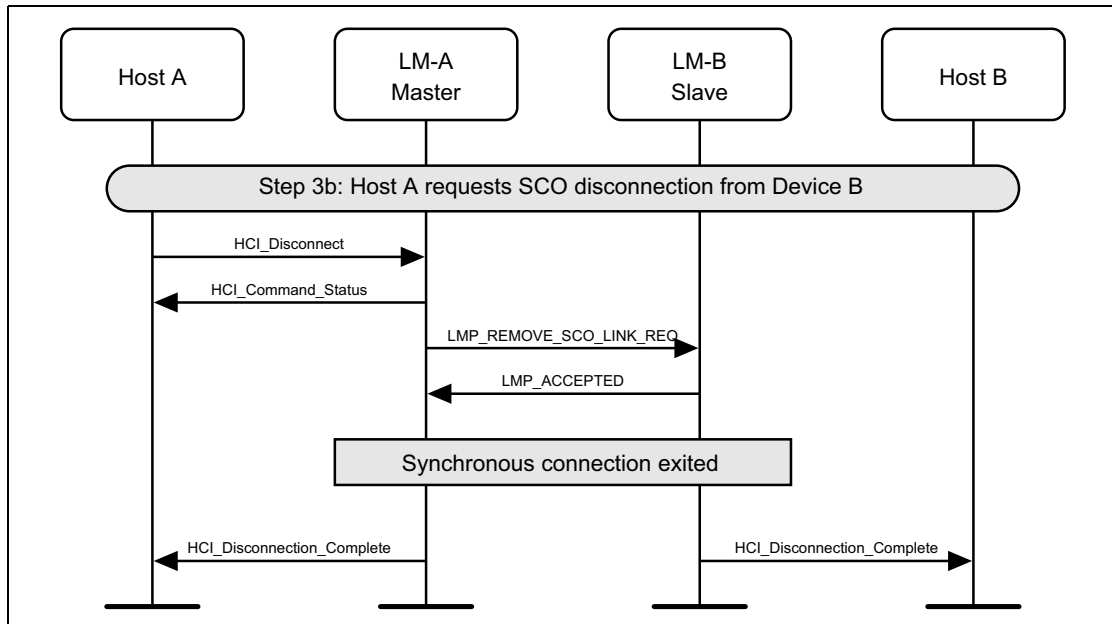 Host A
LM-A
Master
LM-B
Slave
Host B
Step 3b: Host A requests SCO disconnection from Device B
HCI_Disconnect
HCI_Command_Status
LMP_REMOVE_SCO_LINK_REQ
LMP_ACCEPTED
Synchronous connection exited
HCI_Disconnection_Complete
HCI_Disconnection_Complete